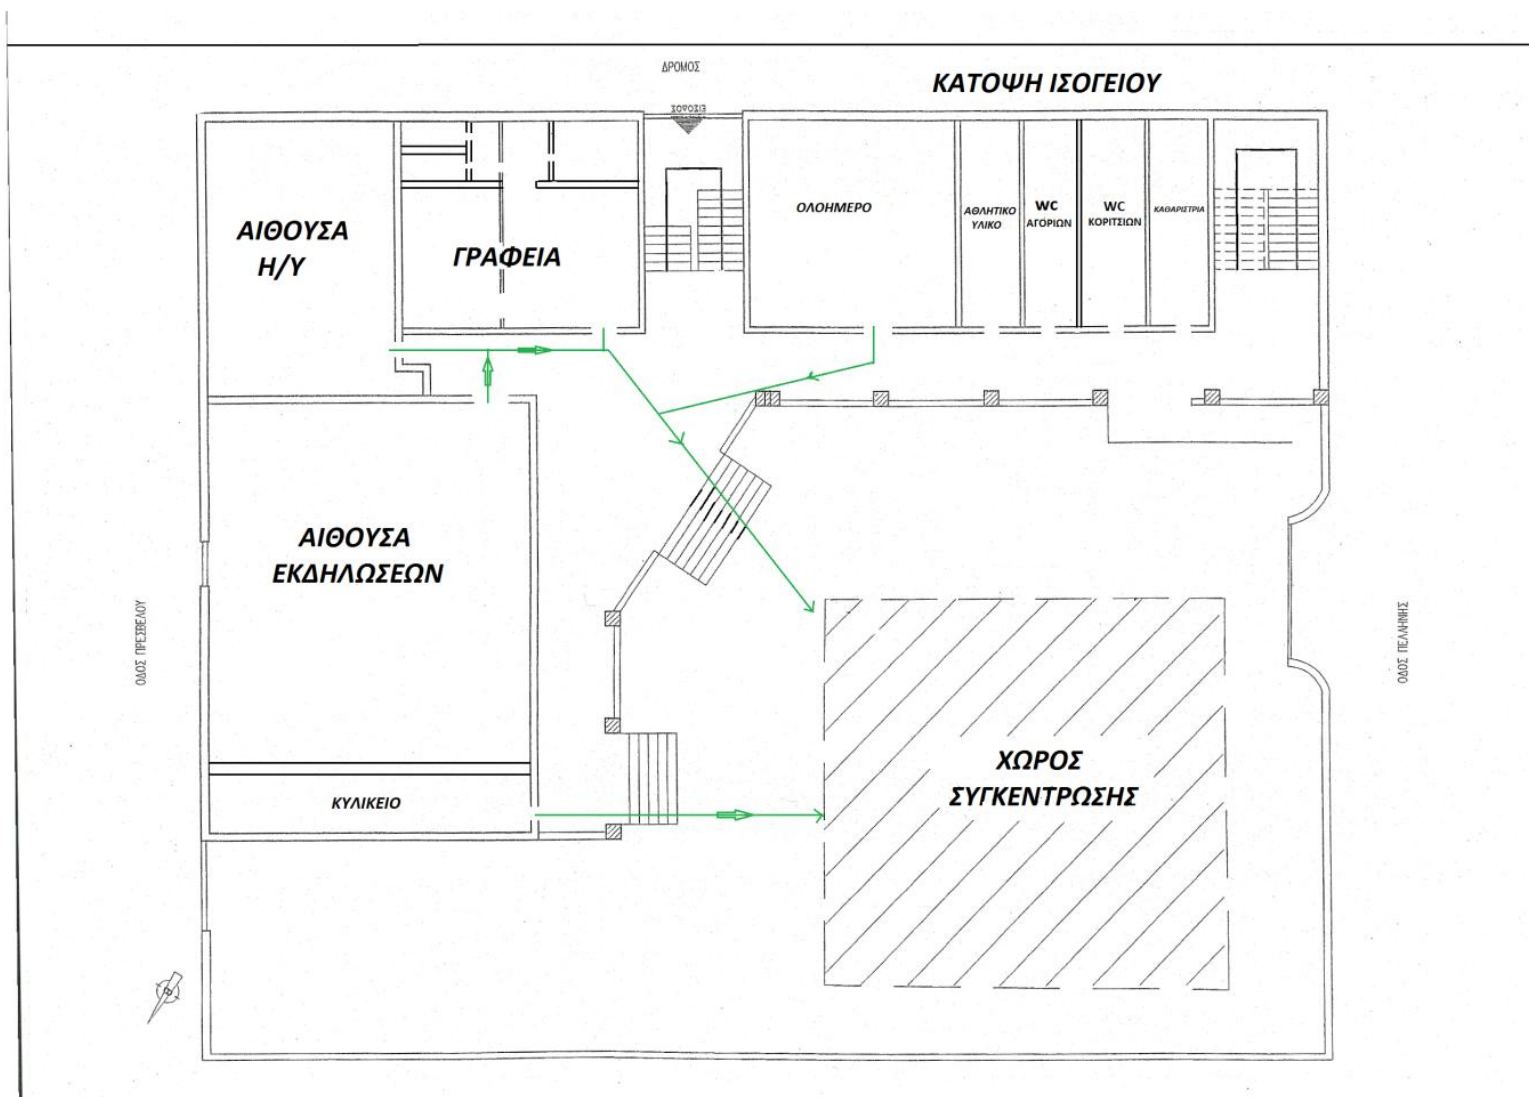 ΔΡΟΜΟΣ
ΚΑΤΟΨΗ ΙΣΟΓΕΙΟΥ
ΕΙΣΟΔΟΣ
ΑΙΘΟΥΣΑ
Η/Υ
ΓΡΑΦΕΙΑ
ΟΛΟΗΜΕΡΟ
ΑΘΛΗΤΙΚΟ
ΥΛΙΚΟ
WC
ΑΓΟΡΙΩΝ
WC
ΚΟΡΙΤΣΙΩΝ
ΚΑΘΑΡΙΣΤΡΙΑ
ΑΙΘΟΥΣΑ
ΕΚΔΗΛΩΣΕΩΝ
ΟΔΟΣ ΠΡΕΣΒΕΛΟΥ
ΟΔΟΣ ΠΕΛΛΗΝΗΣ
ΧΩΡΟΣ
ΣΥΓΚΕΝΤΡΩΣΗΣ
ΚΥΛΙΚΕΙΟ